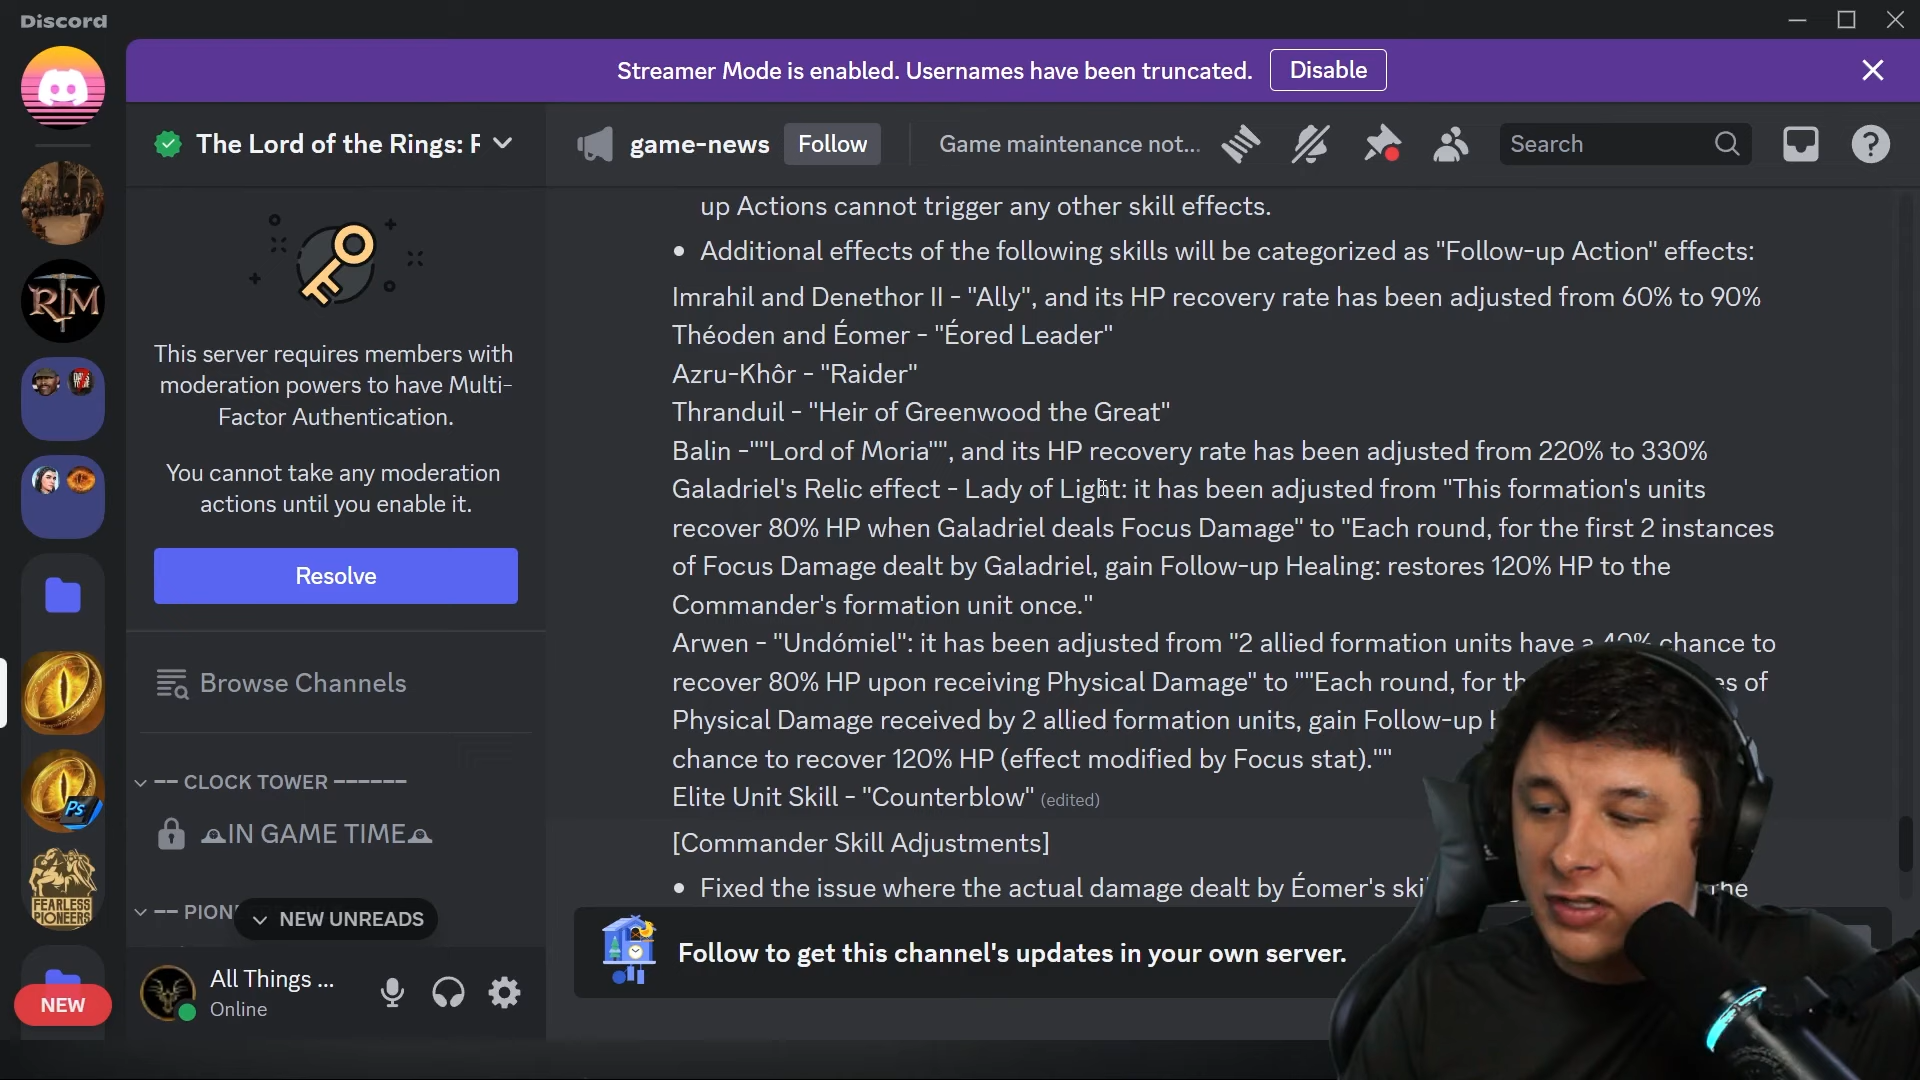 Discord
Streamer Mode is enabled. Usernames have been truncated.
Disable
The Lord of the Rings: R
game-news
Follow
Game maintenance not...
Search
up Actions cannot trigger any other skill effects.
• Additional effects of the following skills will be categorized as "Follow-up Action" effects:
Imrahil and Denethor II - "Ally", and its HP recovery rate has been adjusted from 60% to 90%
Théoden and Éomer - "Éored Leader"
Azru-Khôr - "Raider"
Thranduil - "Heir of Greenwood the Great"
Balin -""Lord of Moria"", and its HP recovery rate has been adjusted from 220% to 330%
Galadriel's Relic effect - Lady of Light: it has been adjusted from "This formation's units
recover 80% HP when Galadriel deals Focus Damage" to "Each round, for the first 2 instances
of Focus Damage dealt by Galadriel, gain Follow-up Healing: restores 120% HP to the
Commander's formation unit once."
Arwen - "Undómiel": it has been adjusted from "2 allied formation units have a 40% chance to
recover 80% HP upon receiving Physical Damage" to ""Each round, for th es of
Physical Damage received by 2 allied formation units, gain Follow-up
chance to recover 120% HP (effect modified by Focus stat).""
Elite Unit Skill - "Counterblow" (edited)
[Commander Skill Adjustments]
• Fixed the issue where the actual damage dealt by Éomer's ski the
Follow to get this channel's updates in your own server.
This server requires members with
moderation powers to have Multi-
Factor Authentication.
You cannot take any moderation
actions until you enable it.
Resolve
Browse Channels
-- CLOCK TOWER ------
IN GAME TIME
-- PION
NEW UNREADS
All Things ...
Online
RTM
Ps
FEARLESS
PIONEERS
NEW